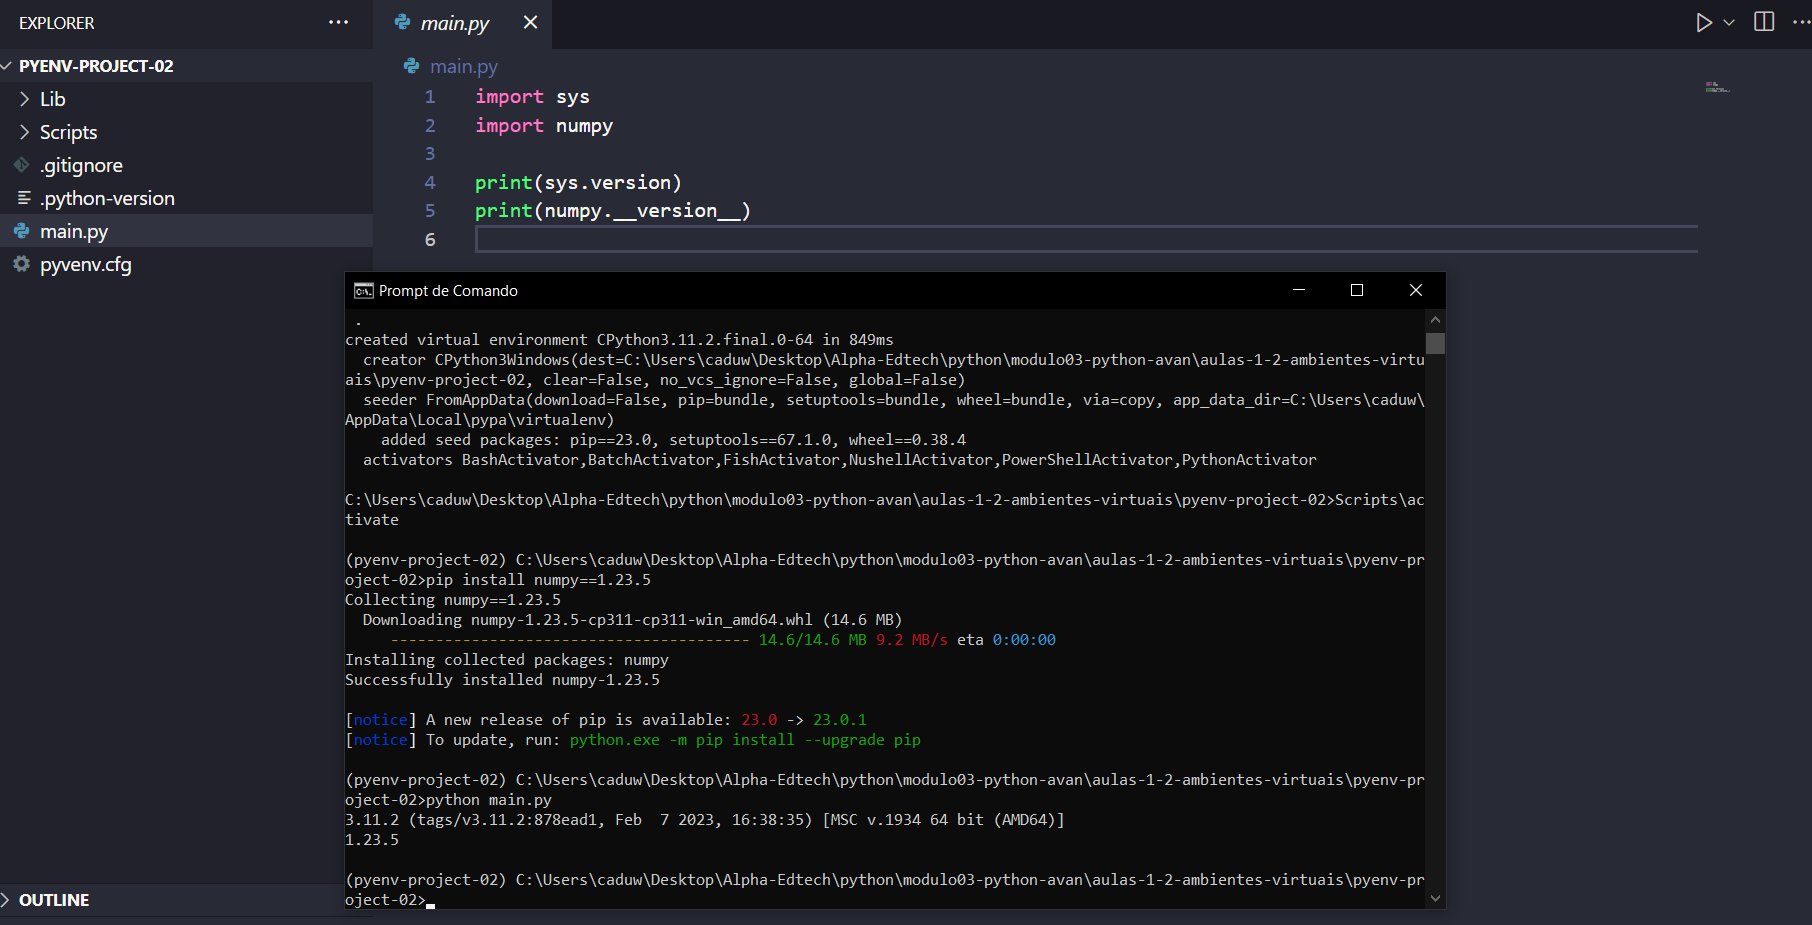 EXPLORER
PYENV-PROJECT-02
Lib
Scripts
.gitignore
.python-version
main.py
pyvenv.cfg
OUTLINE
main.py
main.py
1 import sys
2 import numpy
3
4 print(sys.version)
5 print(numpy.__version__)
6
Prompt de Comando
.
created virtual environment CPython3.11.2.final.0-64 in 849ms
creator CPython3Windows(dest=C:\Users\caduw\Desktop\Alpha-Edtech\python\modulo03-python-avan\aulas-1-2-ambientes-virtu
ais\pyenv-project-02, clear=False, no_vcs_ignore=False, global=False)
seeder FromAppData(download=False, pip=bundle, setuptools=bundle, wheel=bundle, via=copy, app_data_dir=C:\Users\caduw\
AppData\Local\pypa\virtualenv)
added seed packages: pip==23.0, setuptools==67.1.0, wheel==0.38.4
activators BashActivator,BatchActivator,FishActivator,NushellActivator,PowerShellActivator,PythonActivator
C:\Users\caduw\Desktop\Alpha-Edtech\python\modulo03-python-avan\aulas-1-2-ambientes-virtuais\pyenv-project-02>Scripts\ac
tivate
(pyenv-project-02) C:\Users\caduw\Desktop\Alpha-Edtech\python\modulo03-python-avan\aulas-1-2-ambientes-virtuais\pyenv-pr
oject-02>pip install numpy==1.23.5
Collecting numpy==1.23.5
Downloading numpy-1.23.5-cp311-cp311-win_amd64.whl (14.6 MB)
---------------------------------------- 14.6/14.6 MB 9.2 MB/s eta 0:00:00
Installing collected packages: numpy
Successfully installed numpy-1.23.5
[notice] A new release of pip is available: 23.0 -> 23.0.1
[notice] To update, run: python.exe -m pip install --upgrade pip
(pyenv-project-02) C:\Users\caduw\Desktop\Alpha-Edtech\python\modulo03-python-avan\aulas-1-2-ambientes-virtuais\pyenv-pr
oject-02>python main.py
3.11.2 (tags/v3.11.2:878ead1, Feb  7 2023, 16:38:35) [MSC v.1934 64 bit (AMD64)]
1.23.5
(pyenv-project-02) C:\Users\caduw\Desktop\Alpha-Edtech\python\modulo03-python-avan\aulas-1-2-ambientes-virtuais\pyenv-pr
oject-02>